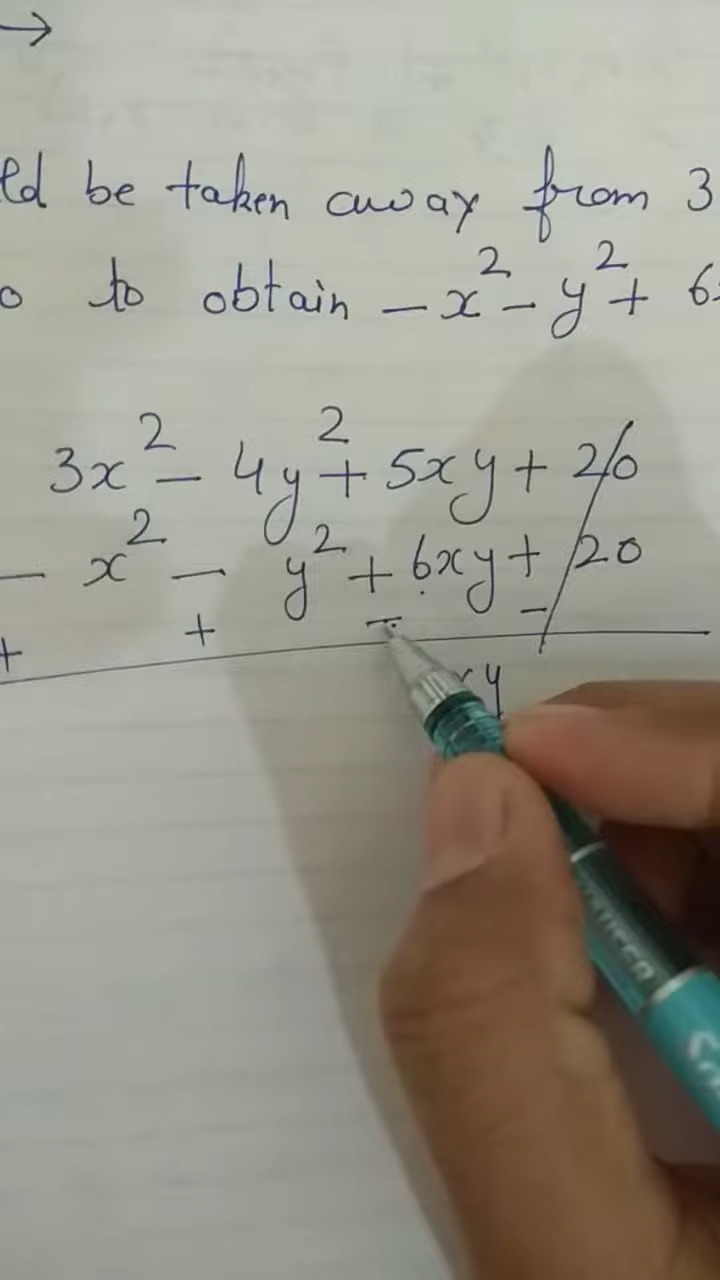 →
ld be taken away from 3
o to obtain -x² - y² + 6
3x² - 4y² + 5xy + 20
- x² - y² + 6xy + 20
+ + - -
xy